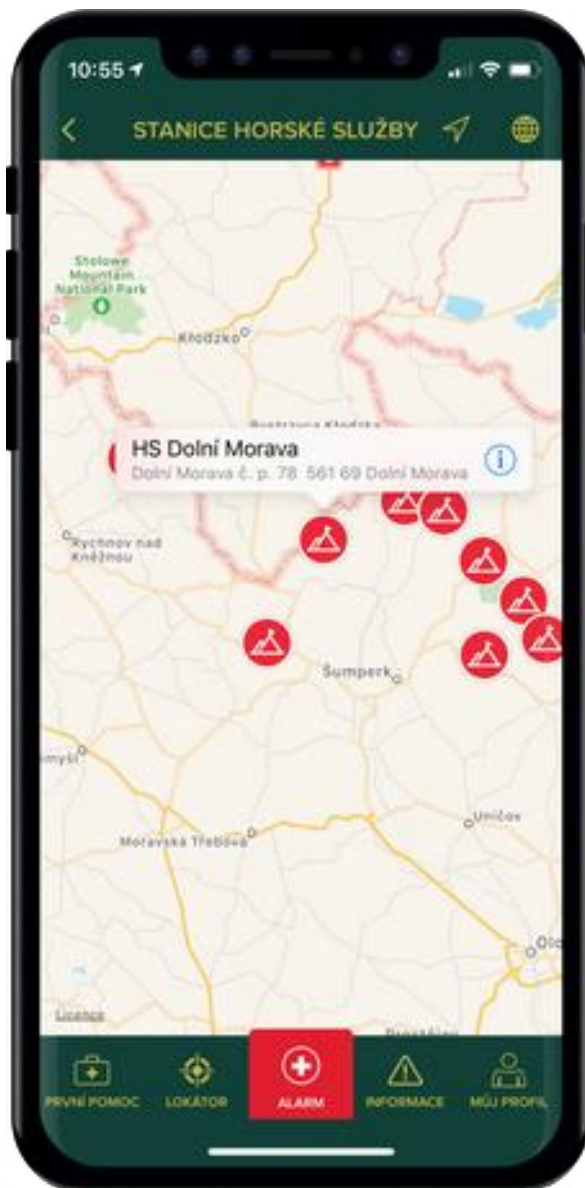 10:55
STANICE HORSKÉ SLUŽBY
Stolowe
Mountain
National Park
Kłodzko
HS Dolní Morava
Dolní Morava č. p. 78 561 69 Dolní Morava
Rychnov nad
Kněžnou
Šumperk
Uničov
Moravská Třebová
Licence
PRVNÍ POMOC
LOKÁTOR
ALARM
INFORMACE
MŮJ PROFIL